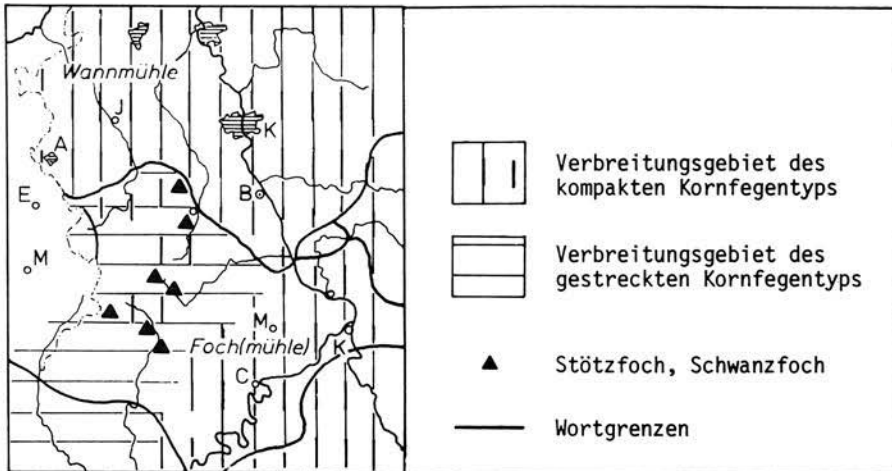 Wannmühle
J
K
A
E
B
M
M
Foch(mühle)
K
C
Verbreitungsgebiet des
kompakten Kornfegentyps
Verbreitungsgebiet des
gestreckten Kornfegentyps
Stötzfoch, Schwanzfoch
Wortgrenzen